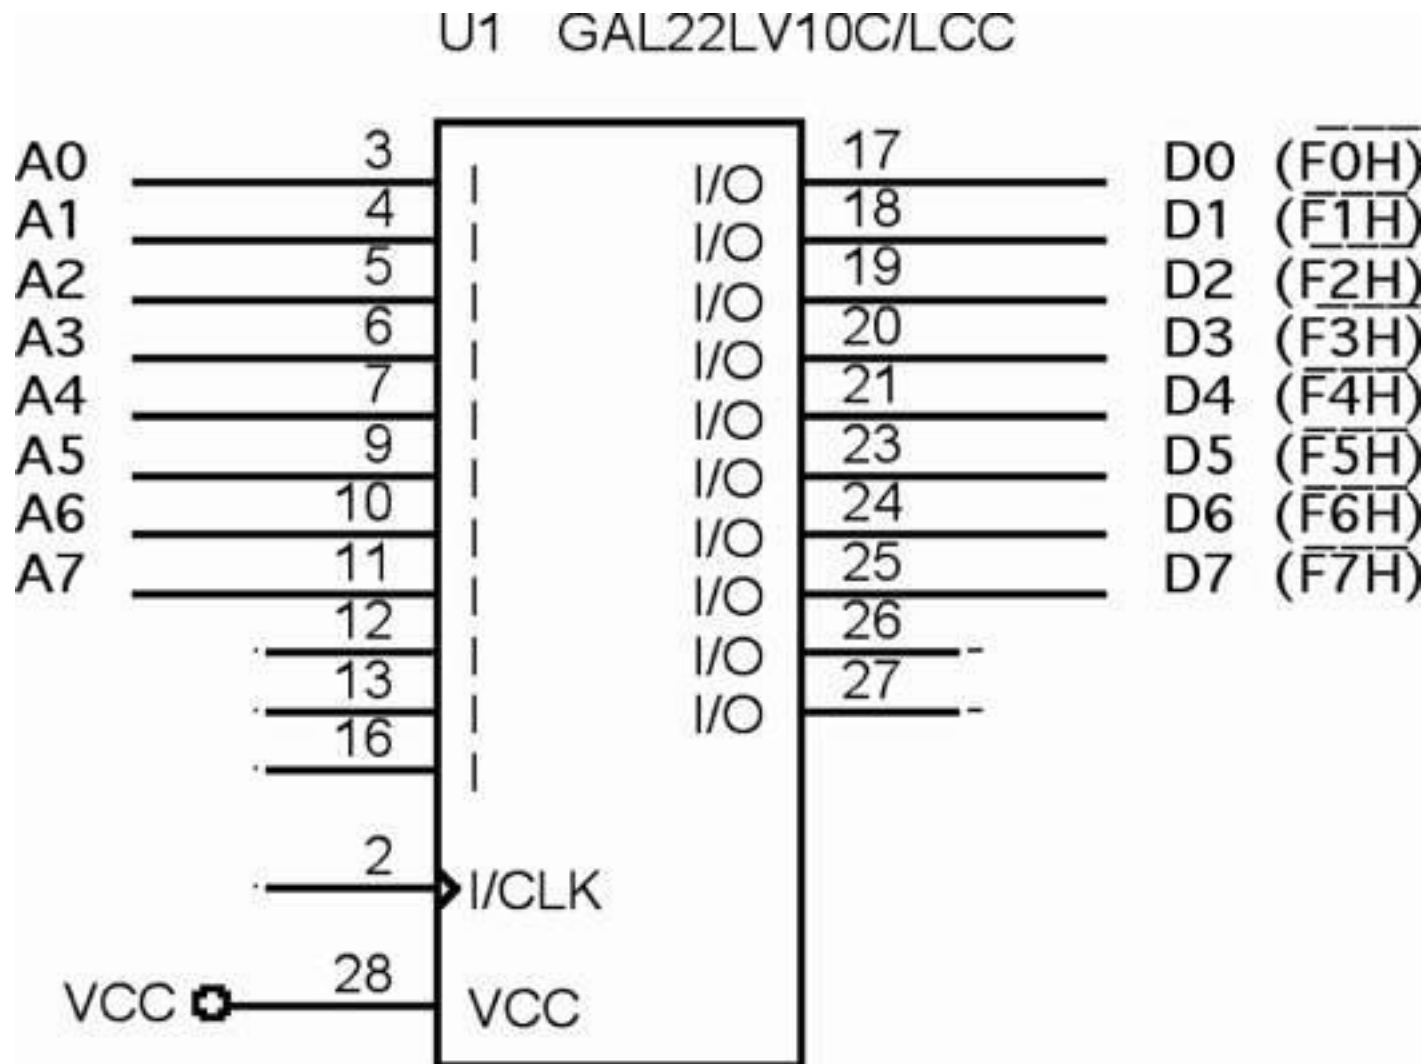 U1 GAL22LV10C/LCC
A0 3 I I/O 17 D0 (F0H)
A1 4 I I/O 18 D1 (F1H)
A2 5 I I/O 19 D2 (F2H)
A3 6 I I/O 20 D3 (F3H)
A4 7 I I/O 21 D4 (F4H)
A5 9 I I/O 23 D5 (F5H)
A6 10 I I/O 24 D6 (F6H)
A7 11 I I/O 25 D7 (F7H)
12 I I/O 26
13 I I/O 27
16 I
2 I/CLK
VCC 28 VCC